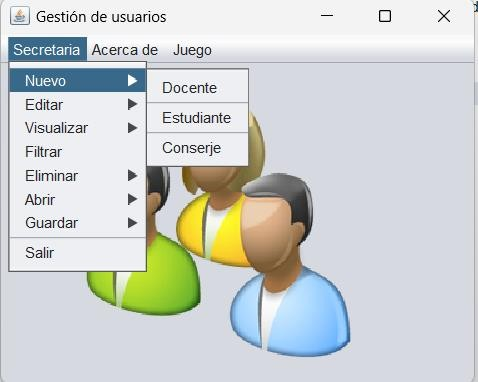 Gestión de usuarios
Secretaria Acerca de Juego
Nuevo
Docente
Editar
Estudiante
Visualizar
Conserje
Filtrar
Eliminar
Abrir
Guardar
Salir